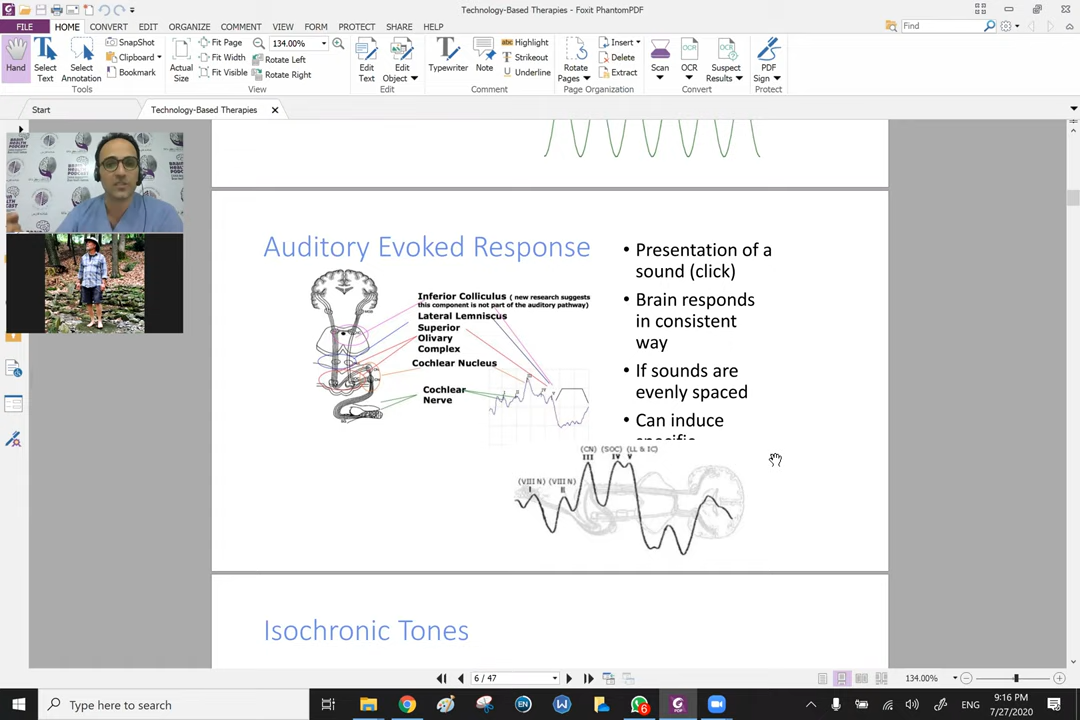 Technology-Based Therapies - Foxit PhantomPDF
FILE HOME CONVERT EDIT ORGANIZE COMMENT VIEW FORM PROTECT SHARE HELP
Find
Hand
Select
Text
Select
Annotation
SnapShot
Clipboard
Bookmark
Tools
Actual
Size
Fit Page
Fit Width
Fit Visible
134.00%
Rotate Left
Rotate Right
View
Edit
Text
Edit
Object
Edit
Typewriter
Note
Highlight
Strikeout
Underline
Comment
Rotate
Pages
Insert
Delete
Extract
Page Organization
Scan
OCR
OCR
Suspect
Results
Convert
PDF
Sign
Protect
Start
Technology-Based Therapies
Auditory Evoked Response
Inferior Colliculus ( new research suggests
this component is not part of the auditory pathway)
Lateral Lemniscus
Superior
Olivary
Complex
Cochlear Nucleus
Cochlear
Nerve
• Presentation of a
sound (click)
• Brain responds
in consistent
way
• If sounds are
evenly spaced
• Can induce
specific
(CN) (SOC) (LL & IC)
III IV V
(VIII N) (VIII N)
I II
Isochronic Tones
6 / 47
134.00%
Type here to search
EN
6
ENG
9:16 PM
7/27/2020